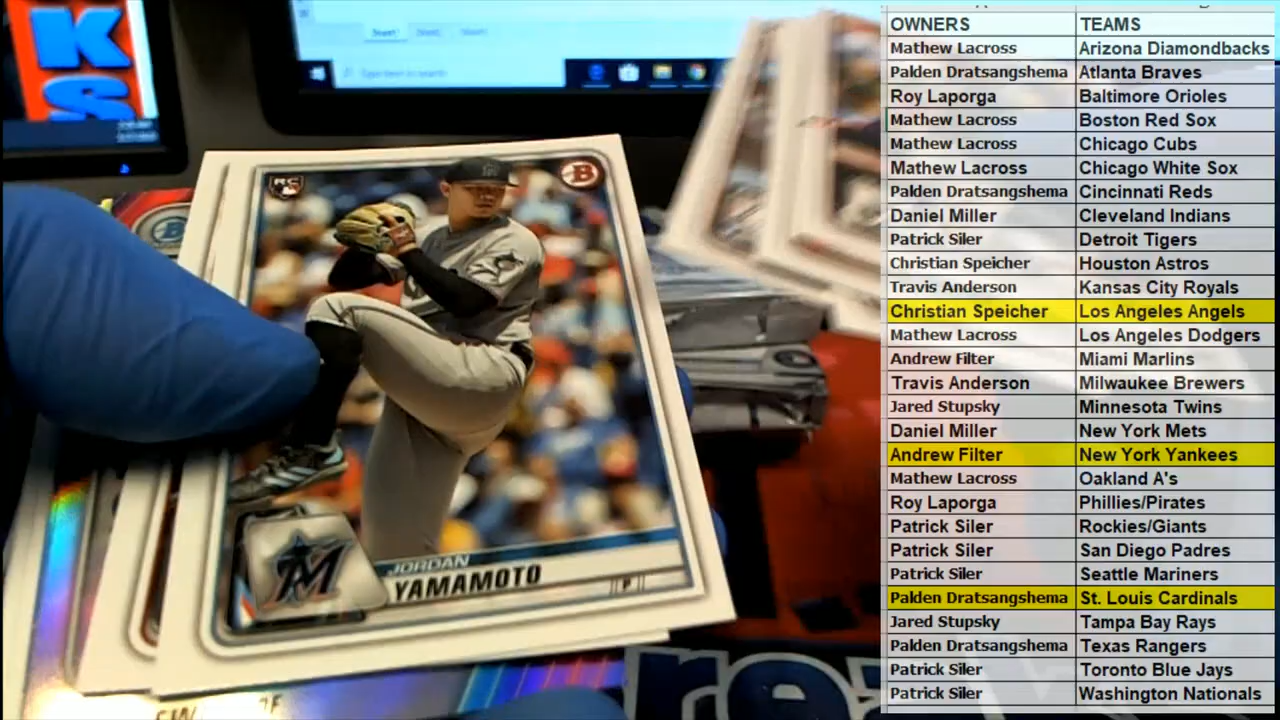 KS
Type here to search
RC
B
M
JORDAN
YAMAMOTO
P
re
OWNERS TEAMS
Mathew Lacross Arizona Diamondbacks
Palden Dratsangshema Atlanta Braves
Roy Laporga Baltimore Orioles
Mathew Lacross Boston Red Sox
Mathew Lacross Chicago Cubs
Mathew Lacross Chicago White Sox
Palden Dratsangshema Cincinnati Reds
Daniel Miller Cleveland Indians
Patrick Siler Detroit Tigers
Christian Speicher Houston Astros
Travis Anderson Kansas City Royals
Christian Speicher Los Angeles Angels
Mathew Lacross Los Angeles Dodgers
Andrew Filter Miami Marlins
Travis Anderson Milwaukee Brewers
Jared Stupsky Minnesota Twins
Daniel Miller New York Mets
Andrew Filter New York Yankees
Mathew Lacross Oakland A's
Roy Laporga Phillies/Pirates
Patrick Siler Rockies/Giants
Patrick Siler San Diego Padres
Patrick Siler Seattle Mariners
Palden Dratsangshema St. Louis Cardinals
Jared Stupsky Tampa Bay Rays
Palden Dratsangshema Texas Rangers
Patrick Siler Toronto Blue Jays
Patrick Siler Washington Nationals